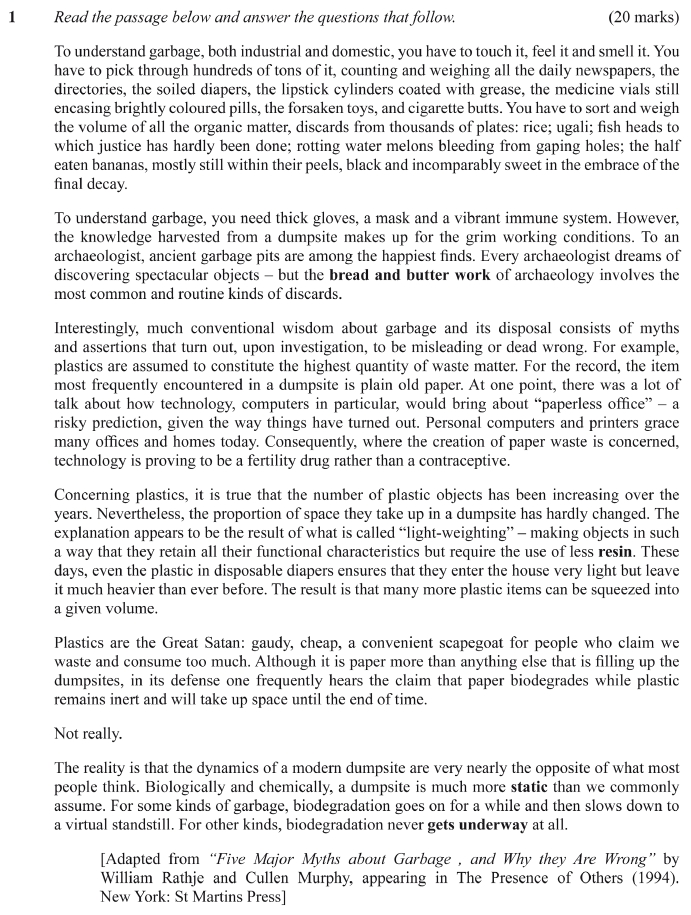 1 Read the passage below and answer the questions that follow. (20 marks)
To understand garbage, both industrial and domestic, you have to touch it, feel it and smell it. You
have to pick through hundreds of tons of it, counting and weighing all the daily newspapers, the
directories, the soiled diapers, the lipstick cylinders coated with grease, the medicine vials still
encasing brightly coloured pills, the forsaken toys, and cigarette butts. You have to sort and weigh
the volume of all the organic matter, discards from thousands of plates: rice; ugali; fish heads to
which justice has hardly been done; rotting water melons bleeding from gaping holes; the half
eaten bananas, mostly still within their peels, black and incomparably sweet in the embrace of the
final decay.
To understand garbage, you need thick gloves, a mask and a vibrant immune system. However,
the knowledge harvested from a dumpsite makes up for the grim working conditions. To an
archaeologist, ancient garbage pits are among the happiest finds. Every archaeologist dreams of
discovering spectacular objects – but the bread and butter work of archaeology involves the
most common and routine kinds of discards.
Interestingly, much conventional wisdom about garbage and its disposal consists of myths
and assertions that turn out, upon investigation, to be misleading or dead wrong. For example,
plastics are assumed to constitute the highest quantity of waste matter. For the record, the item
most frequently encountered in a dumpsite is plain old paper. At one point, there was a lot of
talk about how technology, computers in particular, would bring about “paperless office” – a
risky prediction, given the way things have turned out. Personal computers and printers grace
many offices and homes today. Consequently, where the creation of paper waste is concerned,
technology is proving to be a fertility drug rather than a contraceptive.
Concerning plastics, it is true that the number of plastic objects has been increasing over the
years. Nevertheless, the proportion of space they take up in a dumpsite has hardly changed. The
explanation appears to be the result of what is called “light-weighting” – making objects in such
a way that they retain all their functional characteristics but require the use of less resin. These
days, even the plastic in disposable diapers ensures that they enter the house very light but leave
it much heavier than ever before. The result is that many more plastic items can be squeezed into
a given volume.
Plastics are the Great Satan: gaudy, cheap, a convenient scapegoat for people who claim we
waste and consume too much. Although it is paper more than anything else that is filling up the
dumpsites, in its defense one frequently hears the claim that paper biodegrades while plastic
remains inert and will take up space until the end of time.
Not really.
The reality is that the dynamics of a modern dumpsite are very nearly the opposite of what most
people think. Biologically and chemically, a dumpsite is much more static than we commonly
assume. For some kinds of garbage, biodegradation goes on for a while and then slows down to
a virtual standstill. For other kinds, biodegradation never gets underway at all.
[Adapted from “Five Major Myths about Garbage , and Why they Are Wrong” by
William Rathje and Cullen Murphy, appearing in The Presence of Others (1994).
New York: St Martins Press]